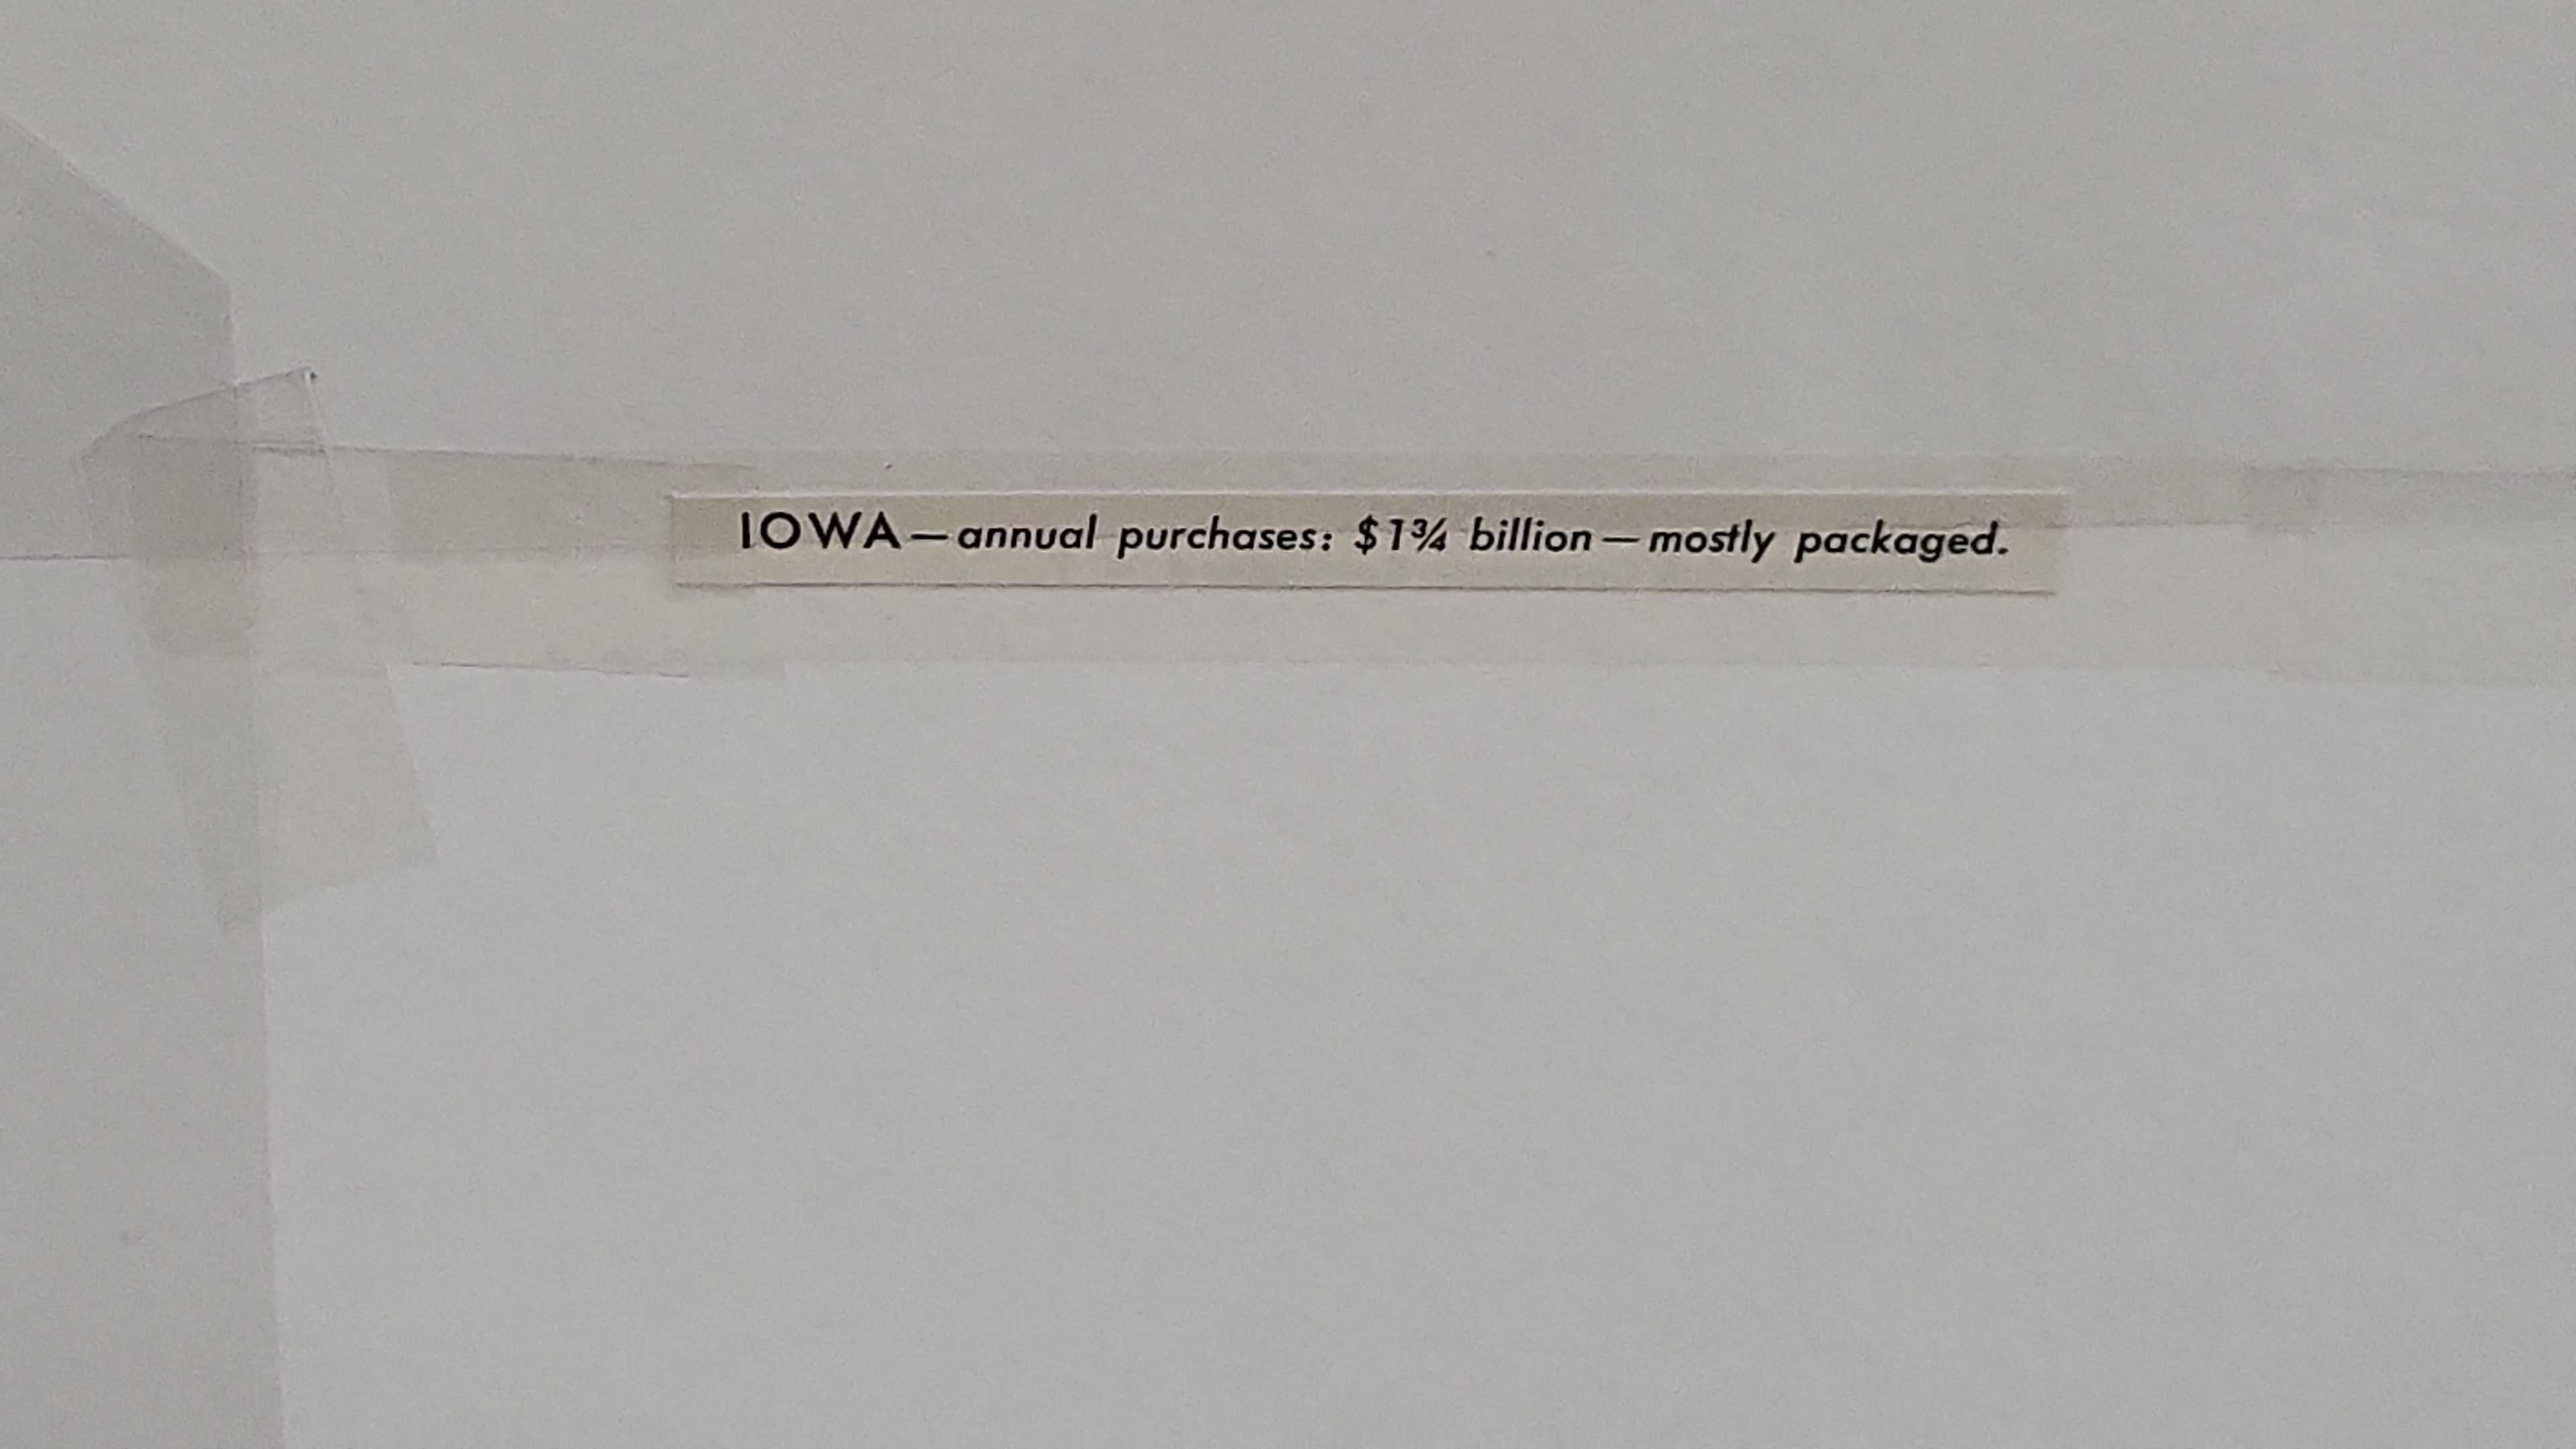 IOWA—annual purchases: $1¾ billion—mostly packaged.